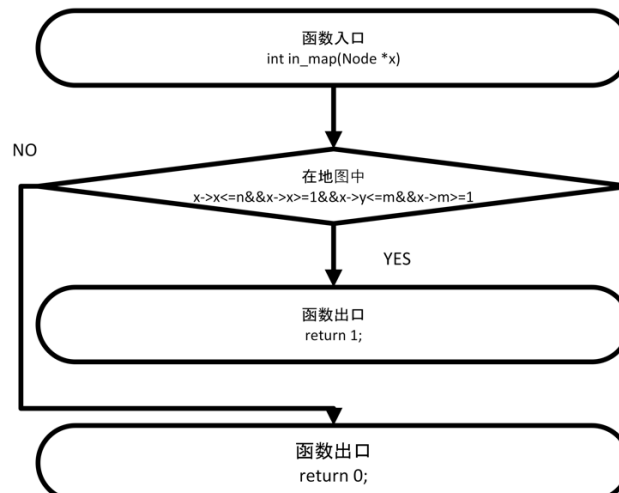 函数入口
int in_map(Node *x)
NO
在地图中
x->x<=n&&x->x>=1&&x->y<=m&&x->m>=1
YES
函数出口
return 1;
函数出口
return 0;